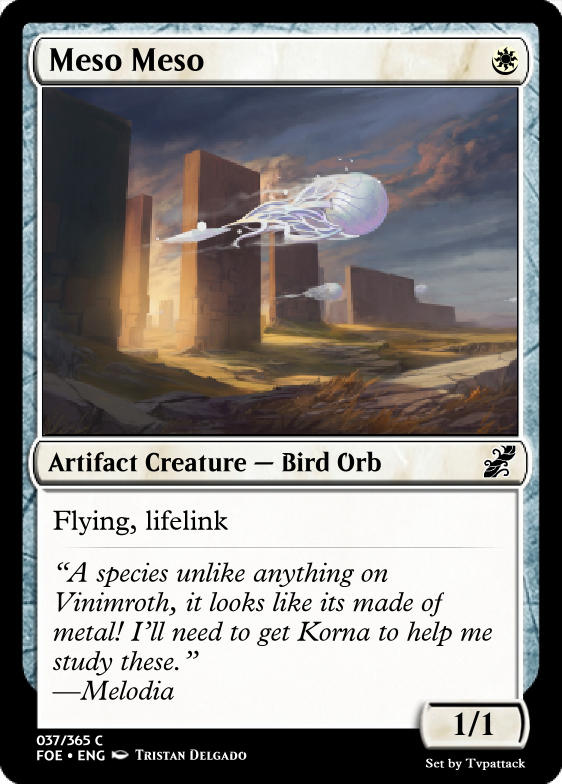 Meso Meso
Artifact Creature — Bird Orb
Flying, lifelink
“A species unlike anything on
Vinimroth, it looks like its made of
metal! I’ll need to get Korna to help me
study these.”
—Melodia
1/1
037/365 C
FOE • ENG Tristan Delgado
Set by Tvpattack